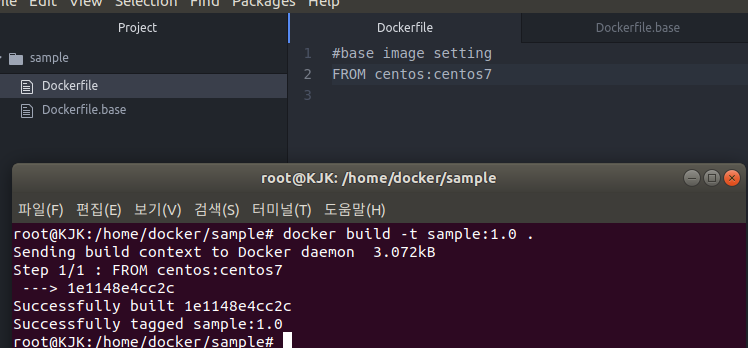 File Edit View Selection Find Packages Help
Project
Dockerfile
Dockerfile.base
sample
Dockerfile
Dockerfile.base
1 #base image setting
2 FROM centos:centos7
3
root@KJK: /home/docker/sample
파일(F) 편집(E) 보기(V) 검색(S) 터미널(T) 도움말(H)
root@KJK:/home/docker/sample# docker build -t sample:1.0 .
Sending build context to Docker daemon  3.072kB
Step 1/1 : FROM centos:centos7
 ---> 1e1148e4cc2c
Successfully built 1e1148e4cc2c
Successfully tagged sample:1.0
root@KJK:/home/docker/sample#